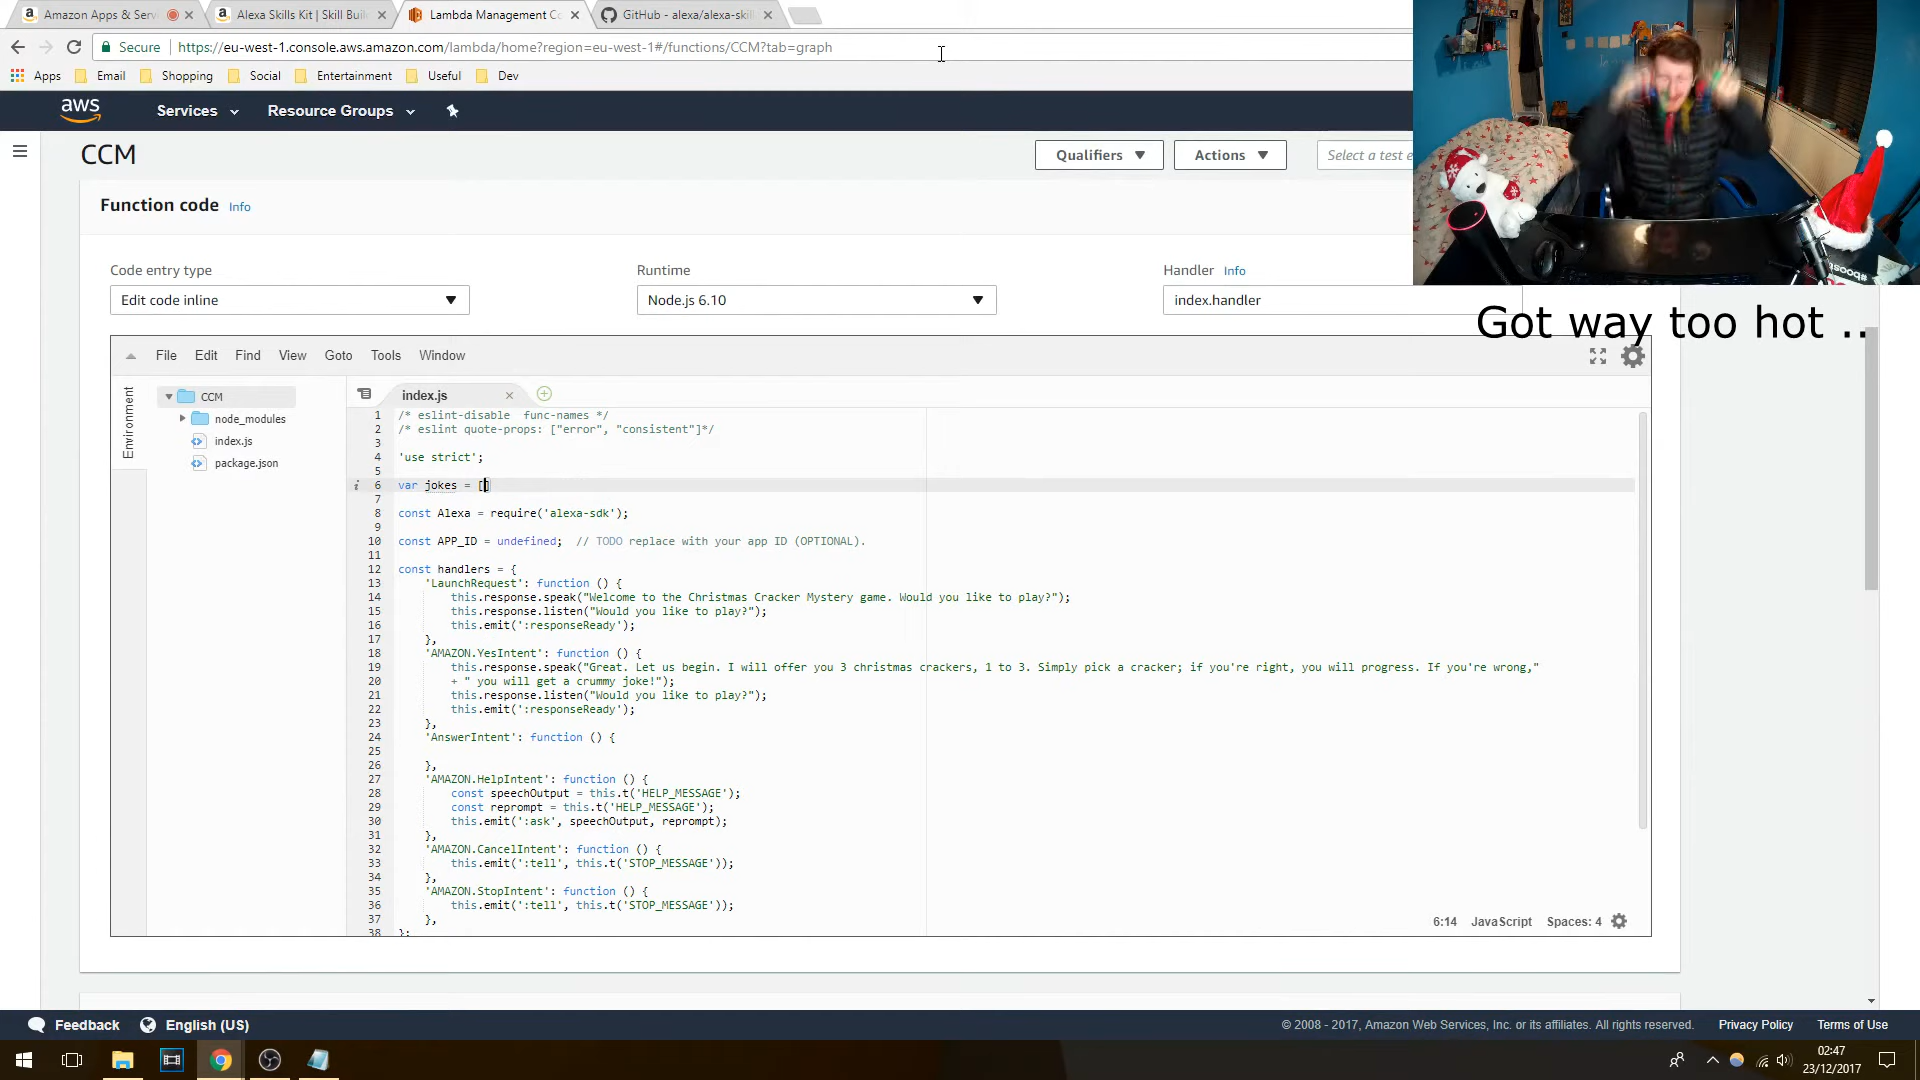 Amazon Apps & Serv
Alexa Skills Kit | Skill Buil
Lambda Management Co
GitHub - alexa/alexa-skil
Secure
https://eu-west-1.console.aws.amazon.com/lambda/home?region=eu-west-1#/functions/CCM?tab=graph
Apps
Email
Shopping
Social
Entertainment
Useful
Dev
aws
Services
Resource Groups
CCM
Qualifiers
Actions
Select a test e
Function code
Info
Code entry type
Runtime
Handler Info
Edit code inline
Node.js 6.10
index.handler
Got way too hot ..
File Edit Find View Goto Tools Window
Environment
CCM
node_modules
index.js
package.json
index.js
1 /* eslint-disable  func-names */
2 /* eslint quote-props: ["error", "consistent"]*/
3
4 'use strict';
5
6 var jokes = []
7
8 const Alexa = require('alexa-sdk');
9
10 const APP_ID = undefined;  // TODO replace with your app ID (OPTIONAL).
11
12 const handlers = {
13 'LaunchRequest': function () {
14 this.response.speak("Welcome to the Christmas Cracker Mystery game. Would you like to play?");
15 this.response.listen("Would you like to play?");
16 this.emit(':responseReady');
17 },
18 'AMAZON.YesIntent': function () {
19 this.response.speak("Great. Let us begin. I will offer you 3 christmas crackers, 1 to 3. Simply pick a cracker; if you're right, you will progress. If you're wrong,"
20 + " you will get a crummy joke!");
21 this.response.listen("Would you like to play?");
22 this.emit(':responseReady');
23 },
24 'AnswerIntent': function () {
25
26 },
27 'AMAZON.HelpIntent': function () {
28 const speechOutput = this.t('HELP_MESSAGE');
29 const reprompt = this.t('HELP_MESSAGE');
30 this.emit(':ask', speechOutput, reprompt);
31 },
32 'AMAZON.CancelIntent': function () {
33 this.emit(':tell', this.t('STOP_MESSAGE'));
34 },
35 'AMAZON.StopIntent': function () {
36 this.emit(':tell', this.t('STOP_MESSAGE'));
37 },
38 };
6:14 JavaScript Spaces: 4
Feedback
English (US)
© 2008 - 2017, Amazon Web Services, Inc. or its affiliates. All rights reserved.
Privacy Policy
Terms of Use
02:47
23/12/2017